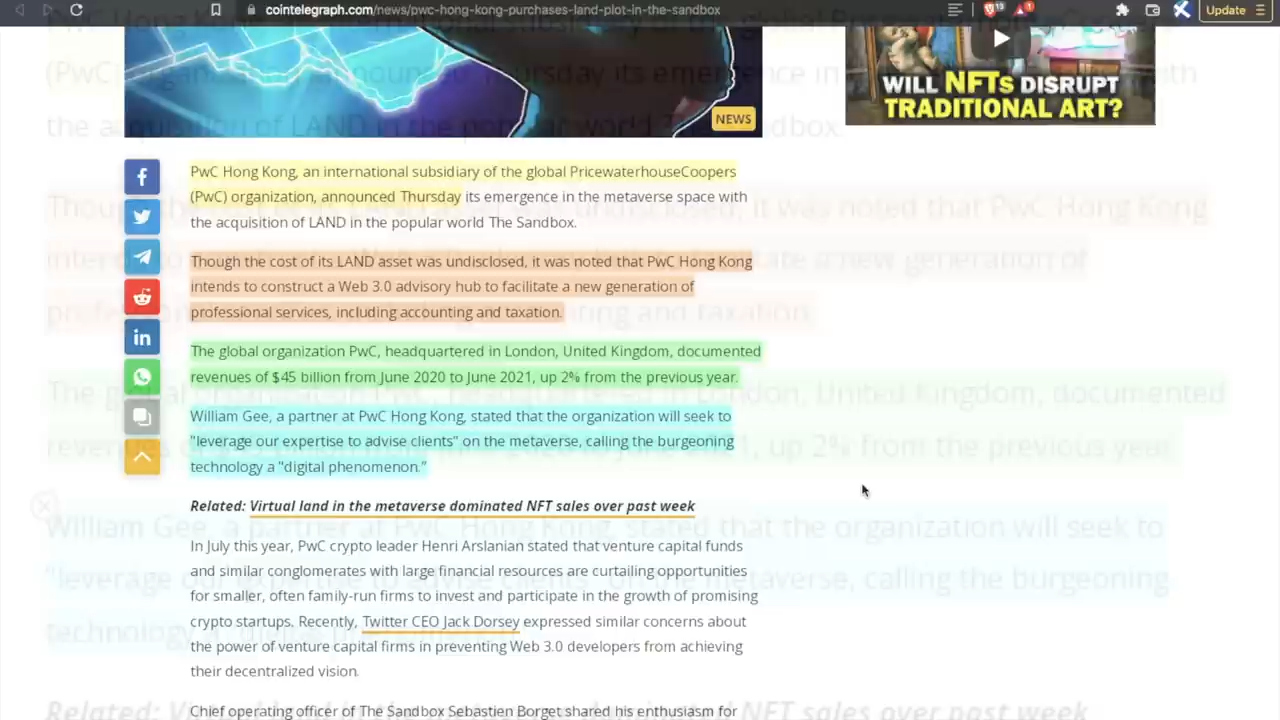 cointelegraph.com/news/pwc-hong-kong-purchases-land-plot-in-the-sandbox
13
1
Update
NEWS
WILL NFTs DISRUPT
TRADITIONAL ART?
PwC Hong Kong, an international subsidiary of the global PricewaterhouseCoopers
(PwC) organization, announced Thursday its emergence in the metaverse space with
the acquisition of LAND in the popular world The Sandbox.
Though the cost of its LAND asset was undisclosed, it was noted that PwC Hong Kong
intends to construct a Web 3.0 advisory hub to facilitate a new generation of
professional services, including accounting and taxation.
The global organization PwC, headquartered in London, United Kingdom, documented
revenues of $45 billion from June 2020 to June 2021, up 2% from the previous year.
William Gee, a partner at PwC Hong Kong, stated that the organization will seek to
"leverage our expertise to advise clients" on the metaverse, calling the burgeoning
technology a "digital phenomenon."
Related: Virtual land in the metaverse dominated NFT sales over past week
In July this year, PwC crypto leader Henri Arslanian stated that venture capital funds
and similar conglomerates with large financial resources are curtailing opportunities
for smaller, often family-run firms to invest and participate in the growth of promising
crypto startups. Recently, Twitter CEO Jack Dorsey expressed similar concerns about
the power of venture capital firms in preventing Web 3.0 developers from achieving
their decentralized vision.
Chief operating officer of The Sandbox Sebastien Borget shared his enthusiasm for